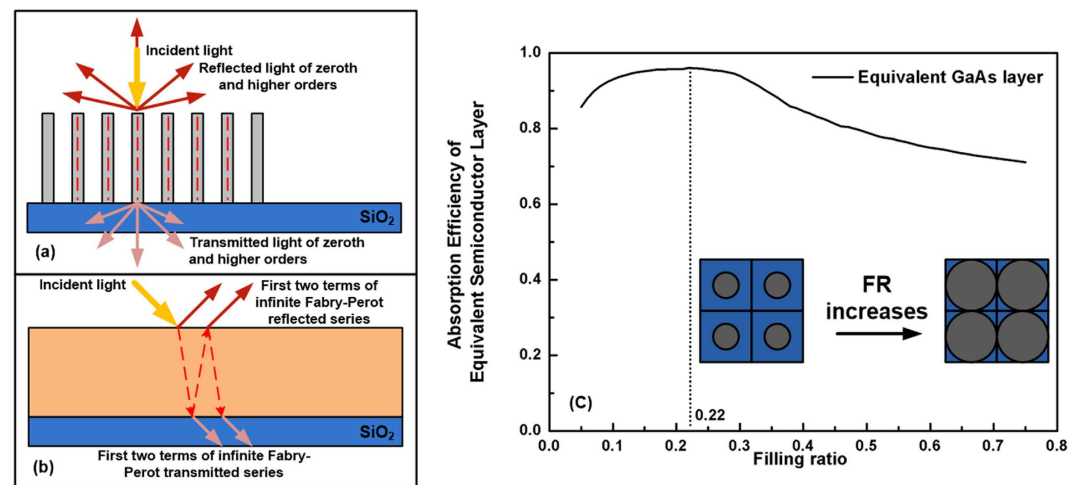 Incident light
Reflected light of zeroth
and higher orders
SiO₂
(a)
Transmitted light of zeroth
and higher orders
Incident light
First two terms of
infinite Fabry-Perot
reflected series
SiO₂
(b)
First two terms of infinite Fabry-
Perot transmitted series
Absorption Efficiency of
Equivalent Semiconductor Layer
1.0
0.8
0.6
0.4
0.2
0.0
Equivalent GaAs layer
FR
increases
(C)
0.22
0.0 0.1 0.2 0.3 0.4 0.5 0.6 0.7 0.8
Filling ratio